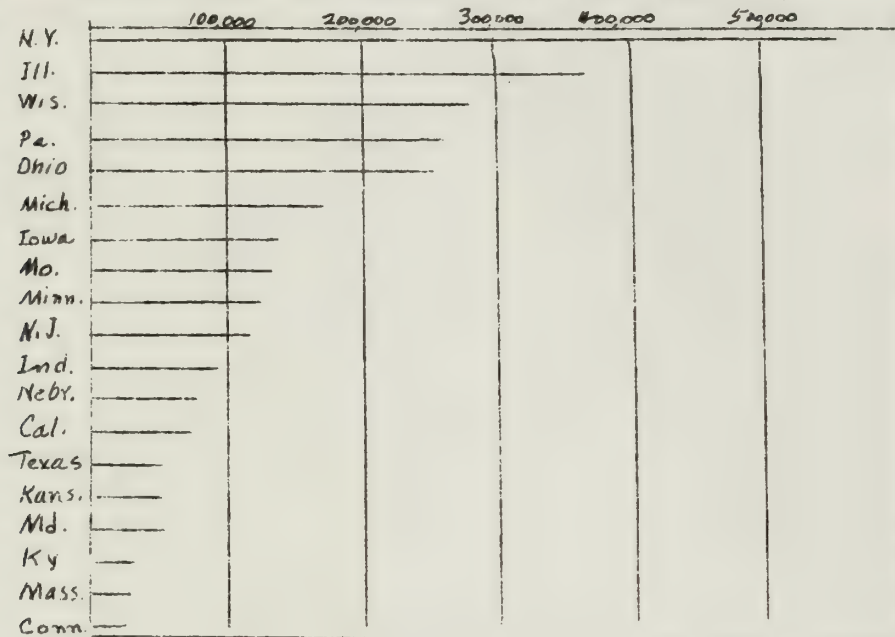 100,000 200,000 300,000 400,000 500,000
N.Y.
Ill.
Wis.
Pa.
Ohio
Mich.
Iowa
Mo.
Minn.
N.J.
Ind.
Nebr.
Cal.
Texas
Kans.
Md.
Ky
Mass.
Conn.